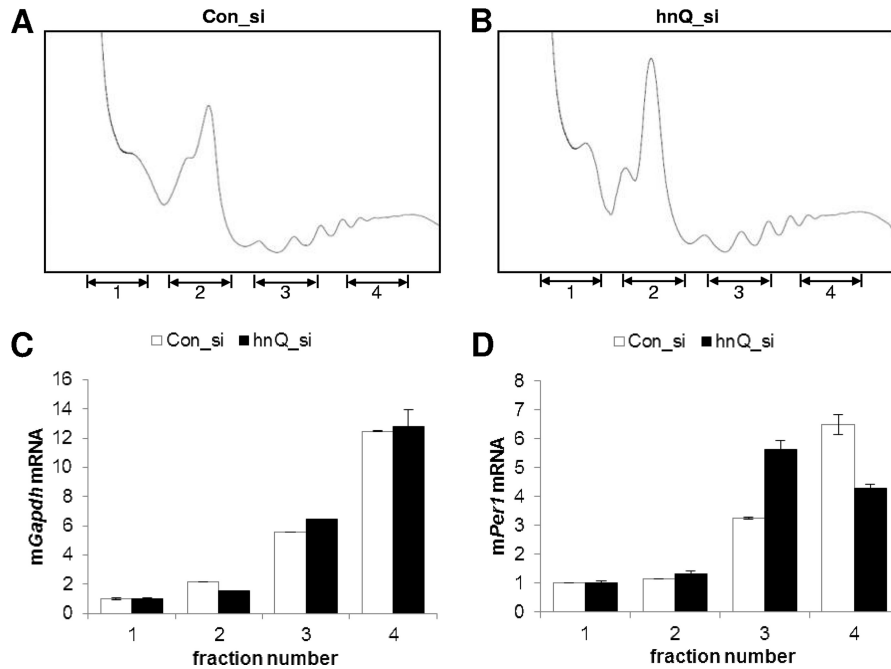 A
Con_si
1 2 3 4
B
hnQ_si
1 2 3 4
C
Con_si hnQ_si
mGapdh mRNA
16
14
12
10
8
6
4
2
0
1 2 3 4
fraction number
D
Con_si hnQ_si
mPer1 mRNA
8
7
6
5
4
3
2
1
0
1 2 3 4
fraction number